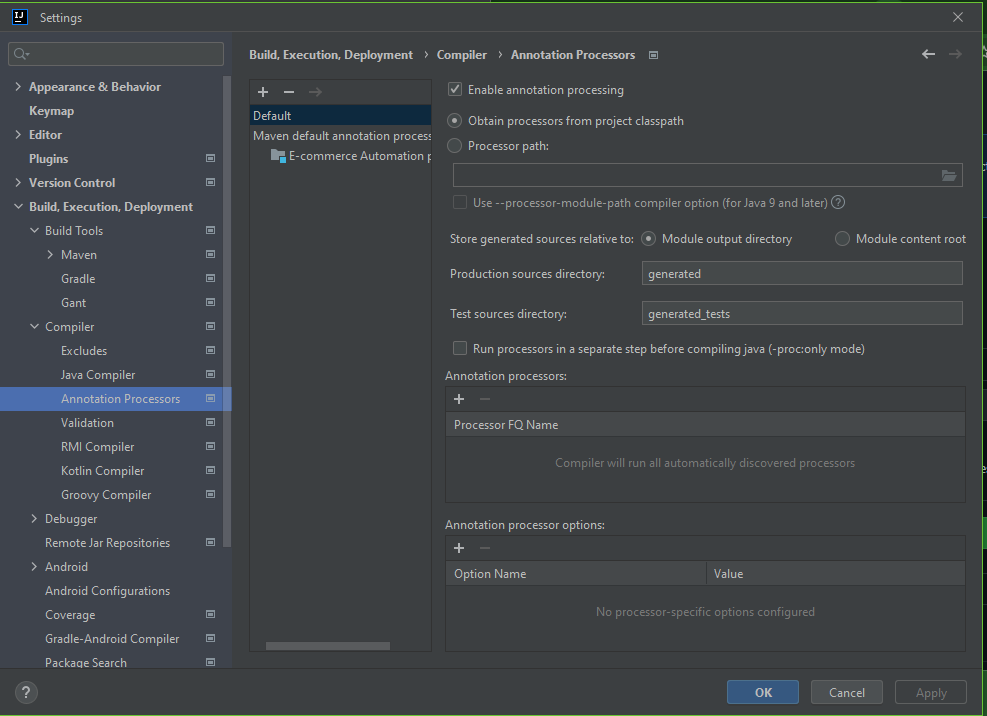 Settings
Build, Execution, Deployment › Compiler › Annotation Processors
Appearance & Behavior
Keymap
Editor
Plugins
Version Control
Build, Execution, Deployment
Build Tools
Maven
Gradle
Gant
Compiler
Excludes
Java Compiler
Annotation Processors
Validation
RMI Compiler
Kotlin Compiler
Groovy Compiler
Debugger
Remote Jar Repositories
Android
Android Configurations
Coverage
Gradle-Android Compiler
Package Search
Default
Maven default annotation process
E-commerce Automation p
Enable annotation processing
Obtain processors from project classpath
Processor path:
Use --processor-module-path compiler option (for Java 9 and later) ?
Store generated sources relative to: Module output directory Module content root
Production sources directory: generated
Test sources directory: generated_tests
Run processors in a separate step before compiling java (-proc:only mode)
Annotation processors:
Processor FQ Name
Compiler will run all automatically discovered processors
Annotation processor options:
Option Name Value
No processor-specific options configured
? OK Cancel Apply